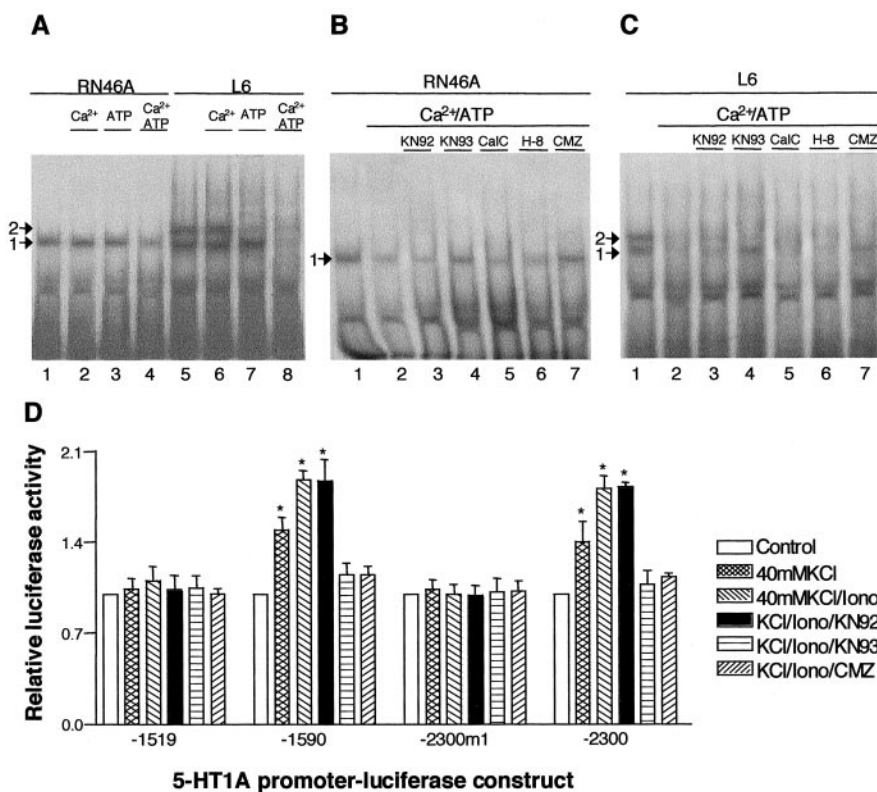 A
RN46A L6
Ca2+ ATP Ca2+ ATP Ca2+ ATP Ca2+ ATP
2
1
1 2 3 4 5 6 7 8
B
RN46A
Ca2+/ATP
KN92 KN93 CalC H-8 CMZ
1
1 2 3 4 5 6 7
C
L6
Ca2+/ATP
KN92 KN93 CalC H-8 CMZ
2
1
1 2 3 4 5 6 7
D
Relative luciferase activity
2.1
1.4
0.7
0.0
* * * * * *
-1519 -1590 -2300m1 -2300
5-HT1A promoter-luciferase construct
Control
40mMKCl
40mMKCl/Iono
KCl/Iono/KN92
KCl/Iono/KN93
KCl/Iono/CMZ